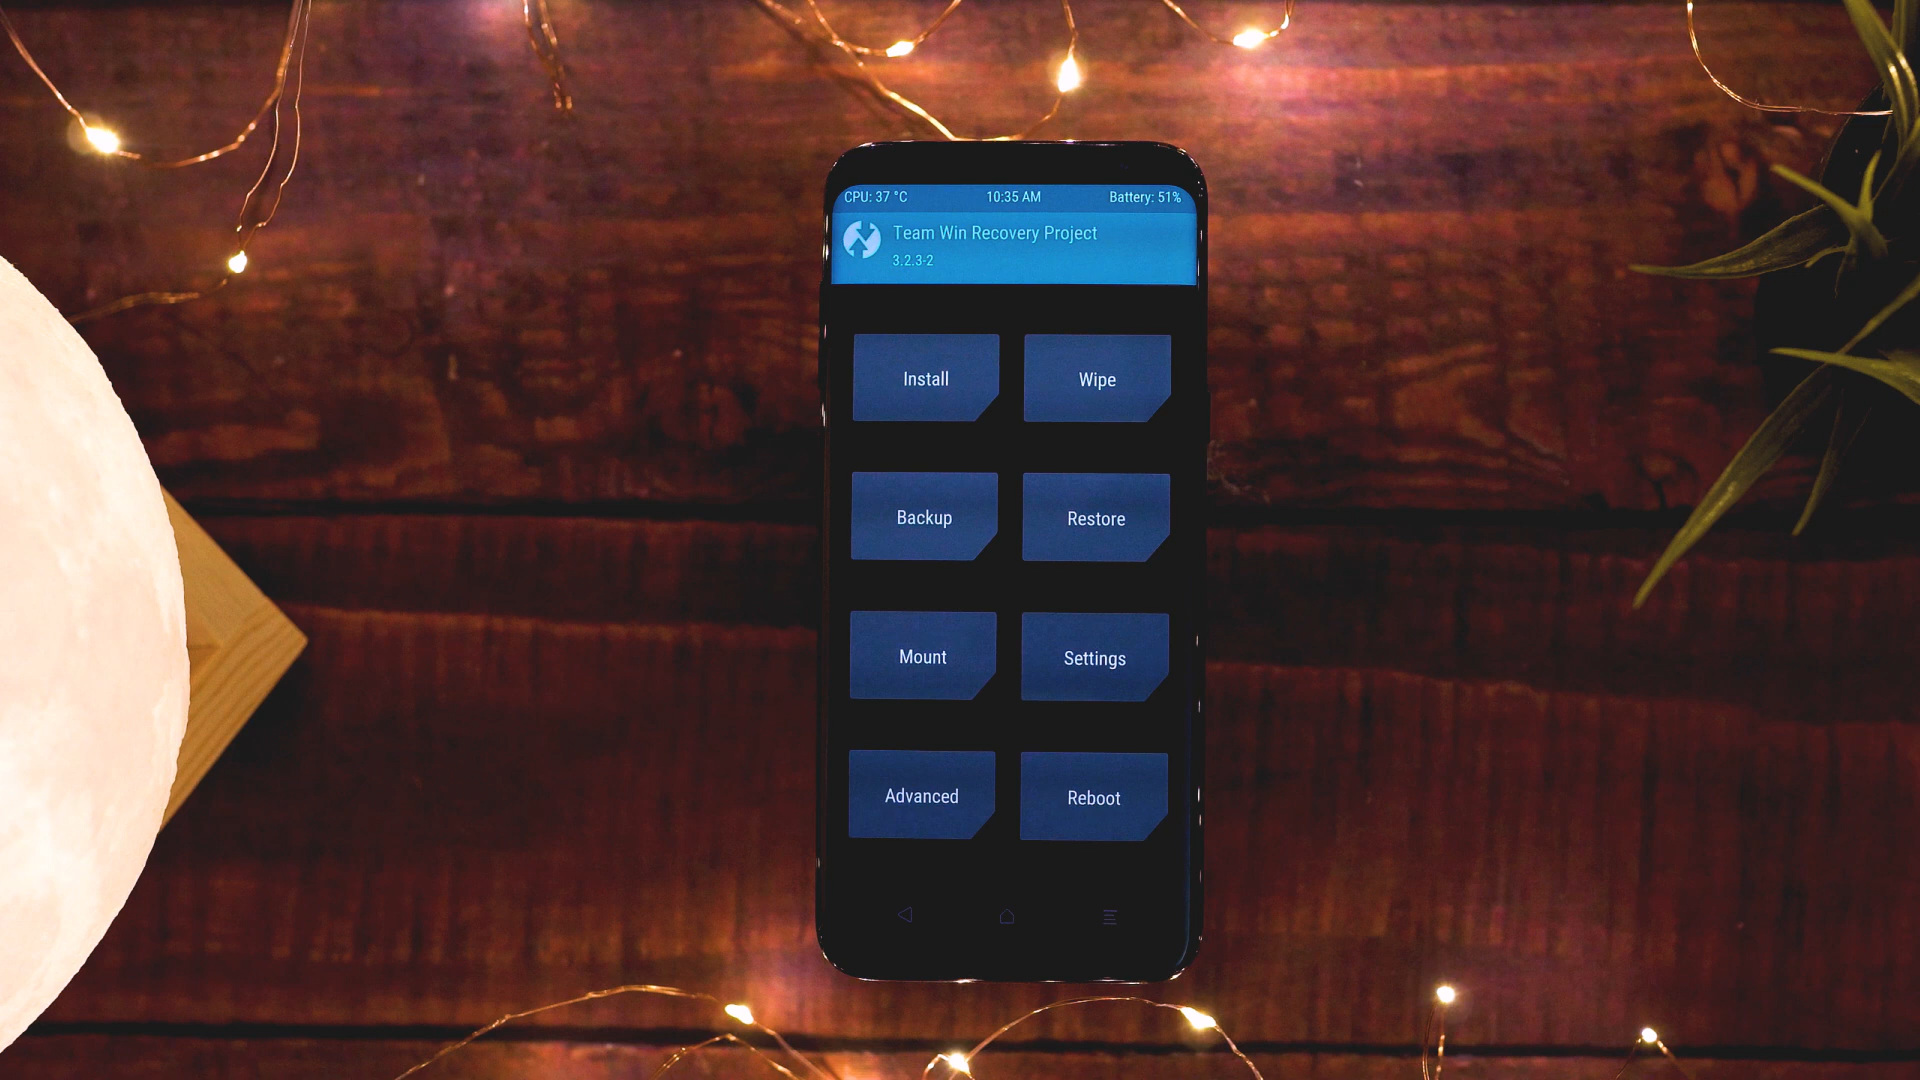 CPU: 37 °C 10:35 AM Battery: 51%
Team Win Recovery Project
3.2.3-2
Install Wipe
Backup Restore
Mount Settings
Advanced Reboot